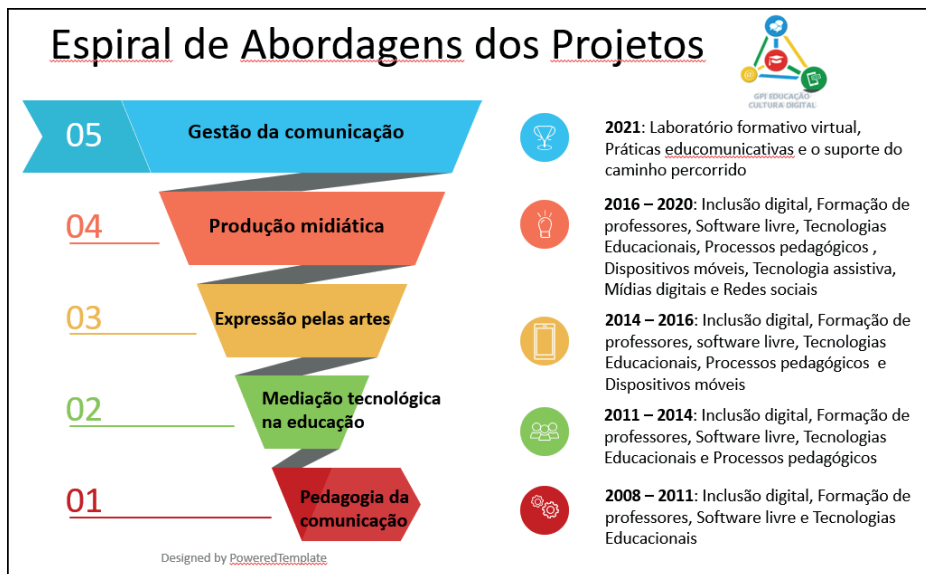 Espiral de Abordagens dos Projetos
GPI EDUCAÇÃO
CULTURA DIGITAL
05
Gestão da comunicação
2021: Laboratório formativo virtual,
Práticas educomunicativas e o suporte do
caminho percorrido
04
Produção midiática
2016 – 2020: Inclusão digital, Formação de
professores, Software livre, Tecnologias
Educacionais, Processos pedagógicos ,
Dispositivos móveis, Tecnologia assistiva,
Mídias digitais e Redes sociais
03
Expressão pelas artes
2014 – 2016: Inclusão digital, Formação de
professores, software livre, Tecnologias
Educacionais, Processos pedagógicos e
Dispositivos móveis
02
Mediação tecnológica
na educação
2011 – 2014: Inclusão digital, Formação de
professores, Software livre, Tecnologias
Educacionais e Processos pedagógicos
01
Pedagogia da
comunicação
2008 – 2011: Inclusão digital, Formação de
professores, Software livre e Tecnologias
Educacionais
Designed by PoweredTemplate